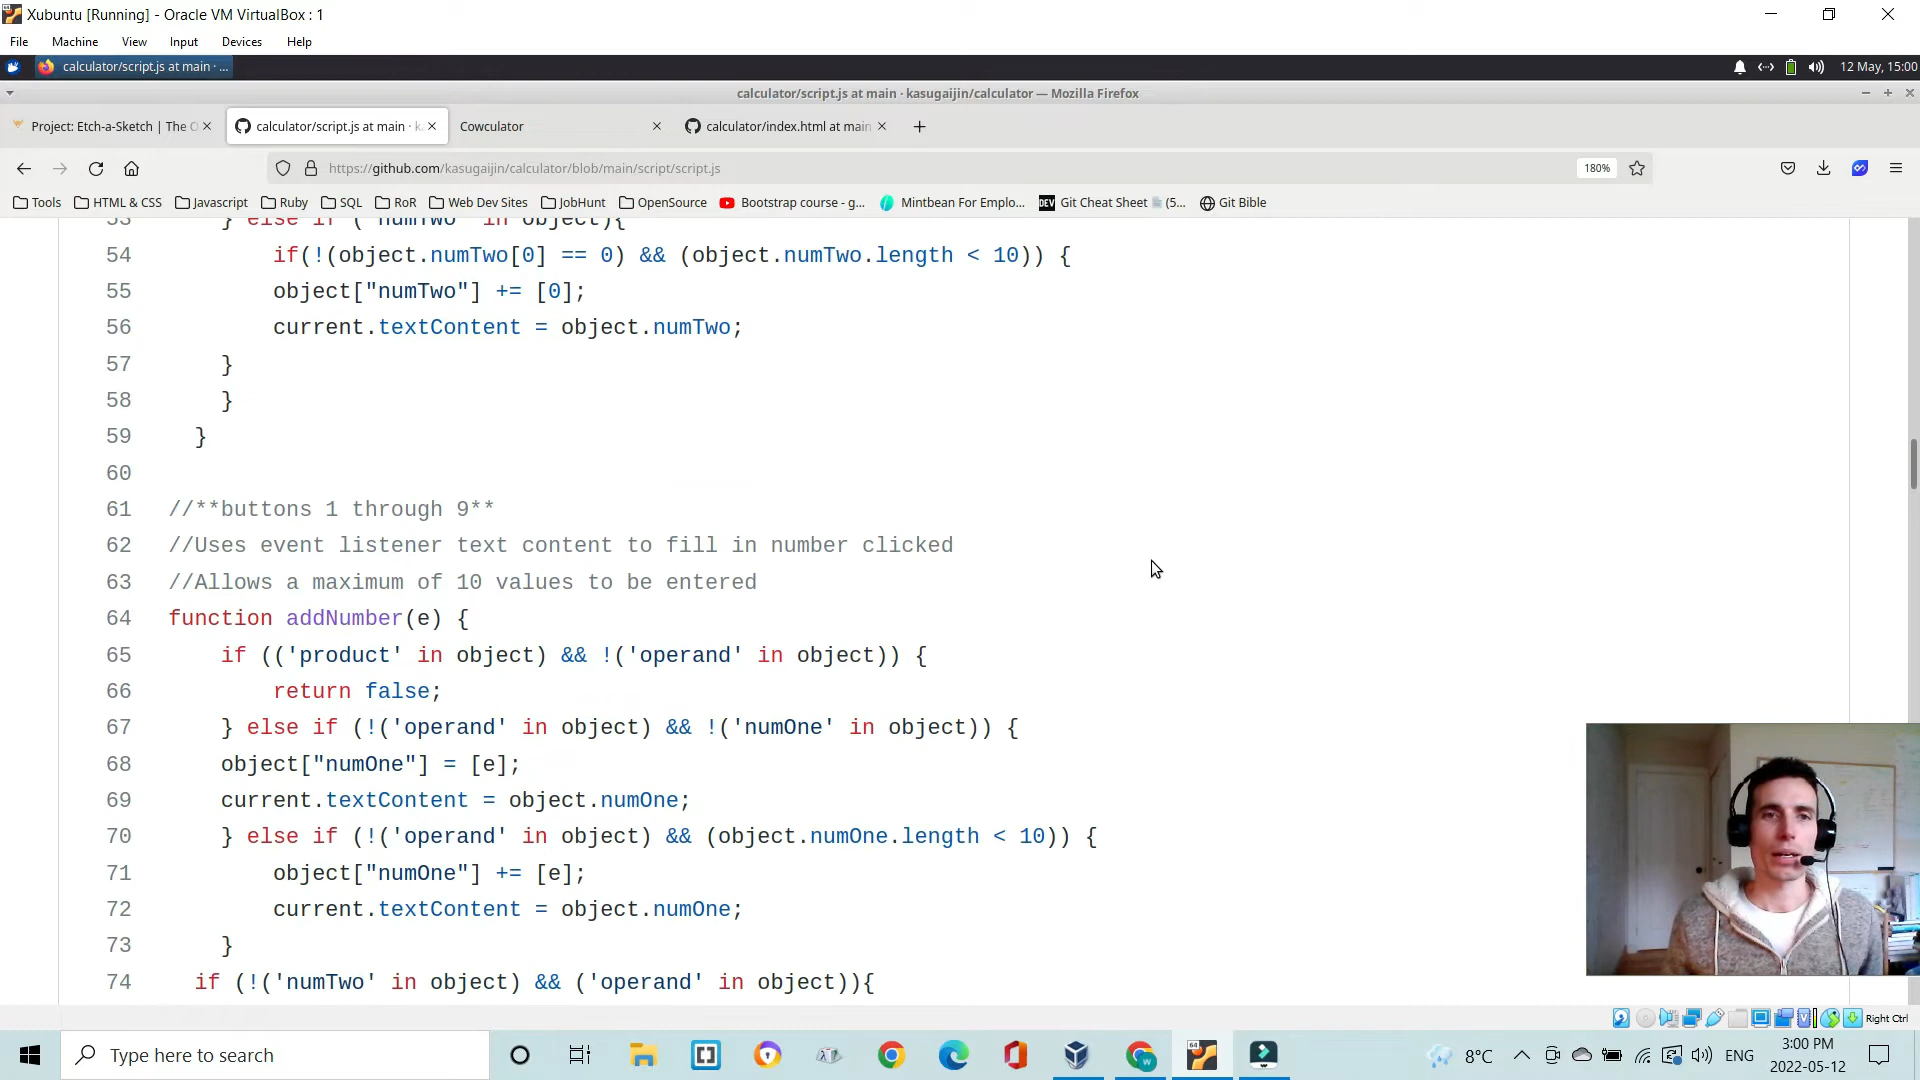 Xubuntu [Running] - Oracle VM VirtualBox : 1
File Machine View Input Devices Help
calculator/script.js at main · ...
12 May, 15:00
calculator/script.js at main · kasugaijin/calculator — Mozilla Firefox
Project: Etch-a-Sketch | The O
calculator/script.js at main · k
Cowculator
calculator/index.html at main
https://github.com/kasugaijin/calculator/blob/main/script/script.js
180%
Tools HTML & CSS Javascript Ruby SQL RoR Web Dev Sites JobHunt OpenSource Bootstrap course - g... Mintbean For Emplo... DEV Git Cheat Sheet (5... Git Bible
53 } else if ( 'numTwo' in object){
54 if(!(object.numTwo[0] == 0) && (object.numTwo.length < 10)) {
55 object["numTwo"] += [0];
56 current.textContent = object.numTwo;
57 }
58 }
59 }
60
61 //**buttons 1 through 9**
62 //Uses event listener text content to fill in number clicked
63 //Allows a maximum of 10 values to be entered
64 function addNumber(e) {
65 if (('product' in object) && !('operand' in object)) {
66 return false;
67 } else if (!('operand' in object) && !('numOne' in object)) {
68 object["numOne"] = [e];
69 current.textContent = object.numOne;
70 } else if (!('operand' in object) && (object.numOne.length < 10)) {
71 object["numOne"] += [e];
72 current.textContent = object.numOne;
73 }
74 if (!('numTwo' in object) && ('operand' in object)){
Right Ctrl
Type here to search
64
8°C
ENG
3:00 PM
2022-05-12